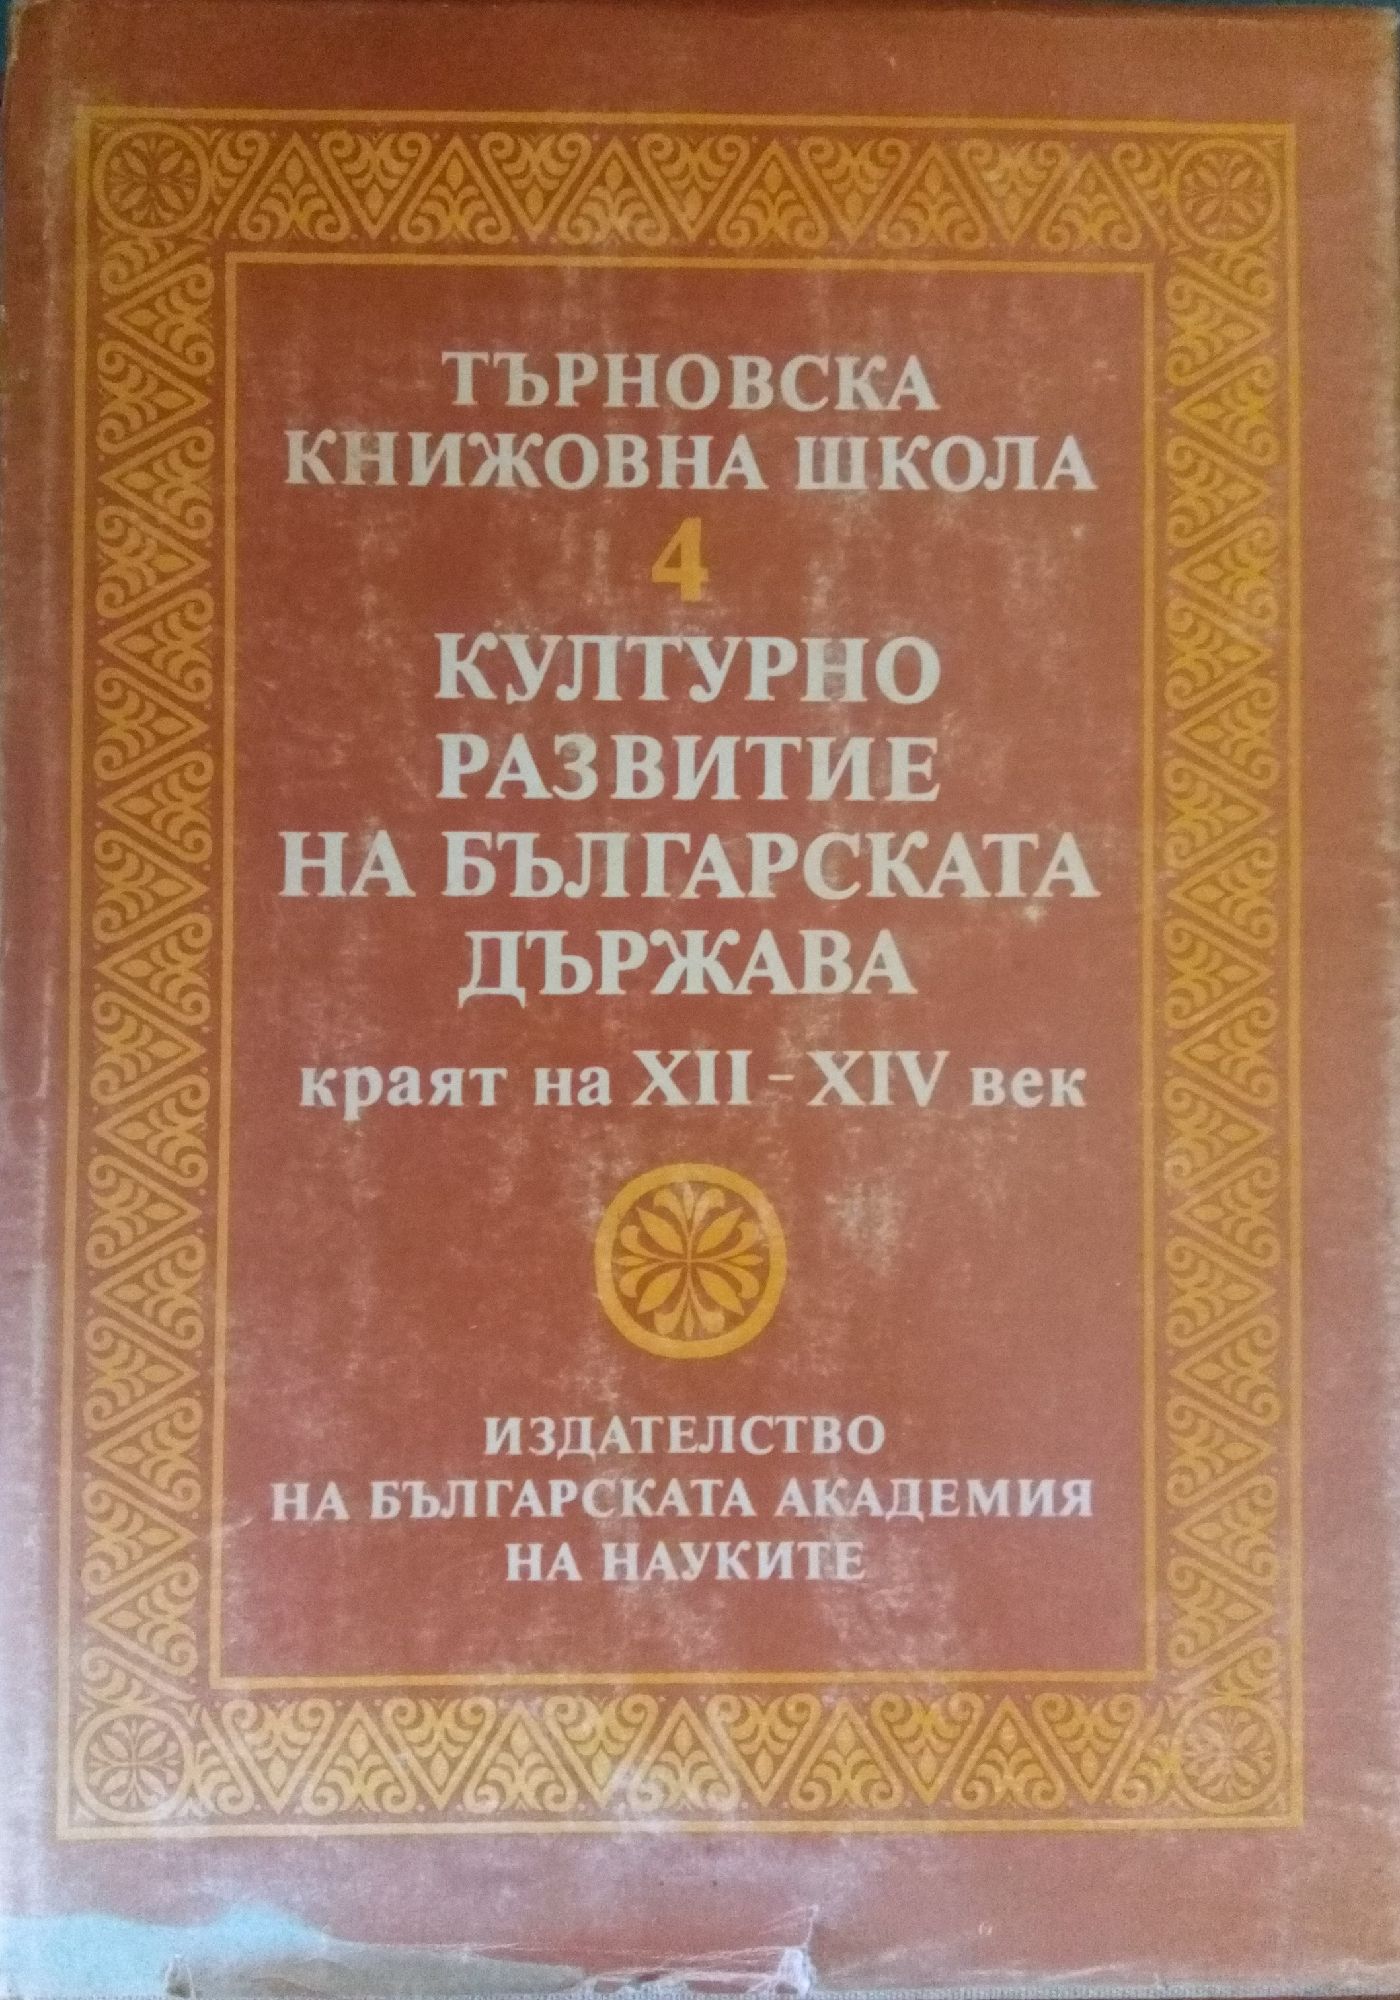 ТЪРНОВСКА
КНИЖОВНА ШКОЛА
4
КУЛТУРНО
РАЗВИТИЕ
НА БЪЛГАРСКАТА
ДЪРЖАВА
краят на XII – XIV век
ИЗДАТЕЛСТВО
НА БЪЛГАРСКАТА АКАДЕМИЯ
НА НАУКИТЕ